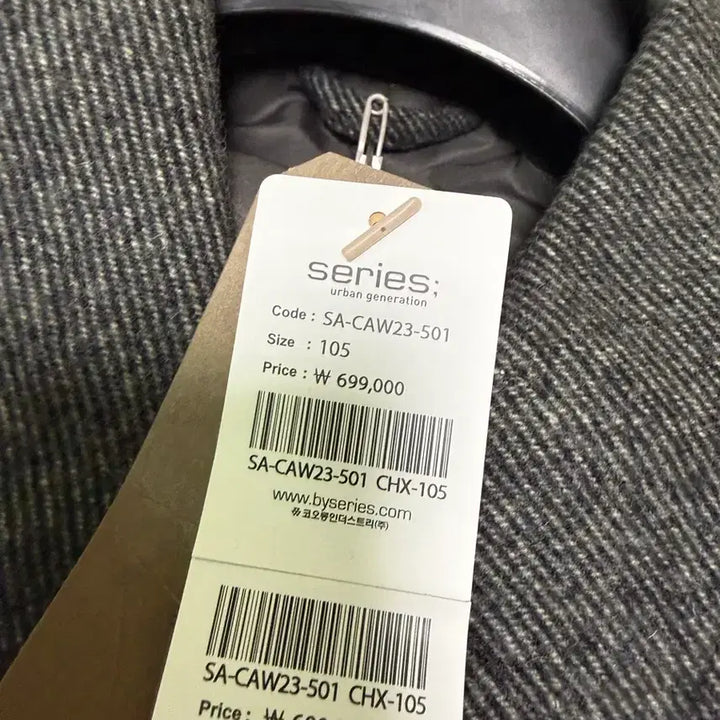 series;
urban generation
Code : SA-CAW23-501
Size : 105
Price : ₩ 699,000
SA-CAW23-501 CHX-105
www.byseries.com
코오롱인더스트리(주)
SA-CAW23-501 CHX-105
Price : ₩